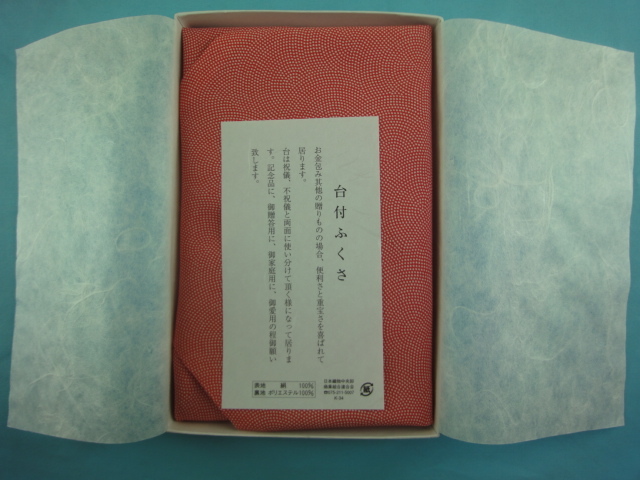 台付ふくさ
お金包み其他の贈りものの場合、便利さと重宝さを喜ばれて
居ります。
台は祝儀、不祝儀と両面に使い分けて頂く様になって居りま
す。記念品に、御贈答用に、御家庭用に、御愛用の程御願い
致します。
表地 絹 100%
裏地 ポリエステル100%